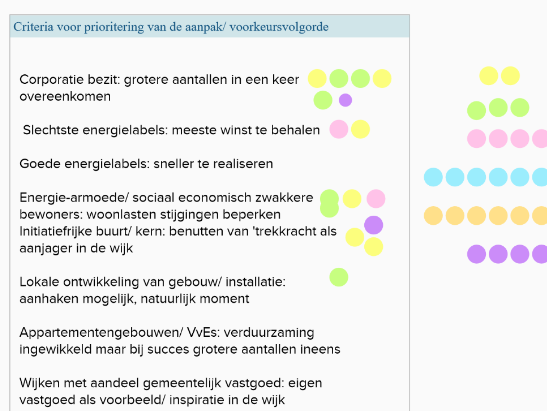 Criteria voor prioritering van de aanpak/ voorkeursvolgorde
Corporatie bezit: grotere aantallen in een keer
overeenkomen
Slechtste energielabels: meeste winst te behalen
Goede energielabels: sneller te realiseren
Energie-armoede/ sociaal economisch zwakkere
bewoners: woonlasten stijgingen beperken
Initiatiefrijke buurt/ kern: benutten van 'trekkracht als
aanjager in de wijk
Lokale ontwikkeling van gebouw/ installatie:
aanhaken mogelijk, natuurlijk moment
Appartementengebouwen/ VvEs: verduurzaming
ingewikkeld maar bij succes grotere aantallen ineens
Wijken met aandeel gemeentelijk vastgoed: eigen
vastgoed als voorbeeld/ inspiratie in de wijk